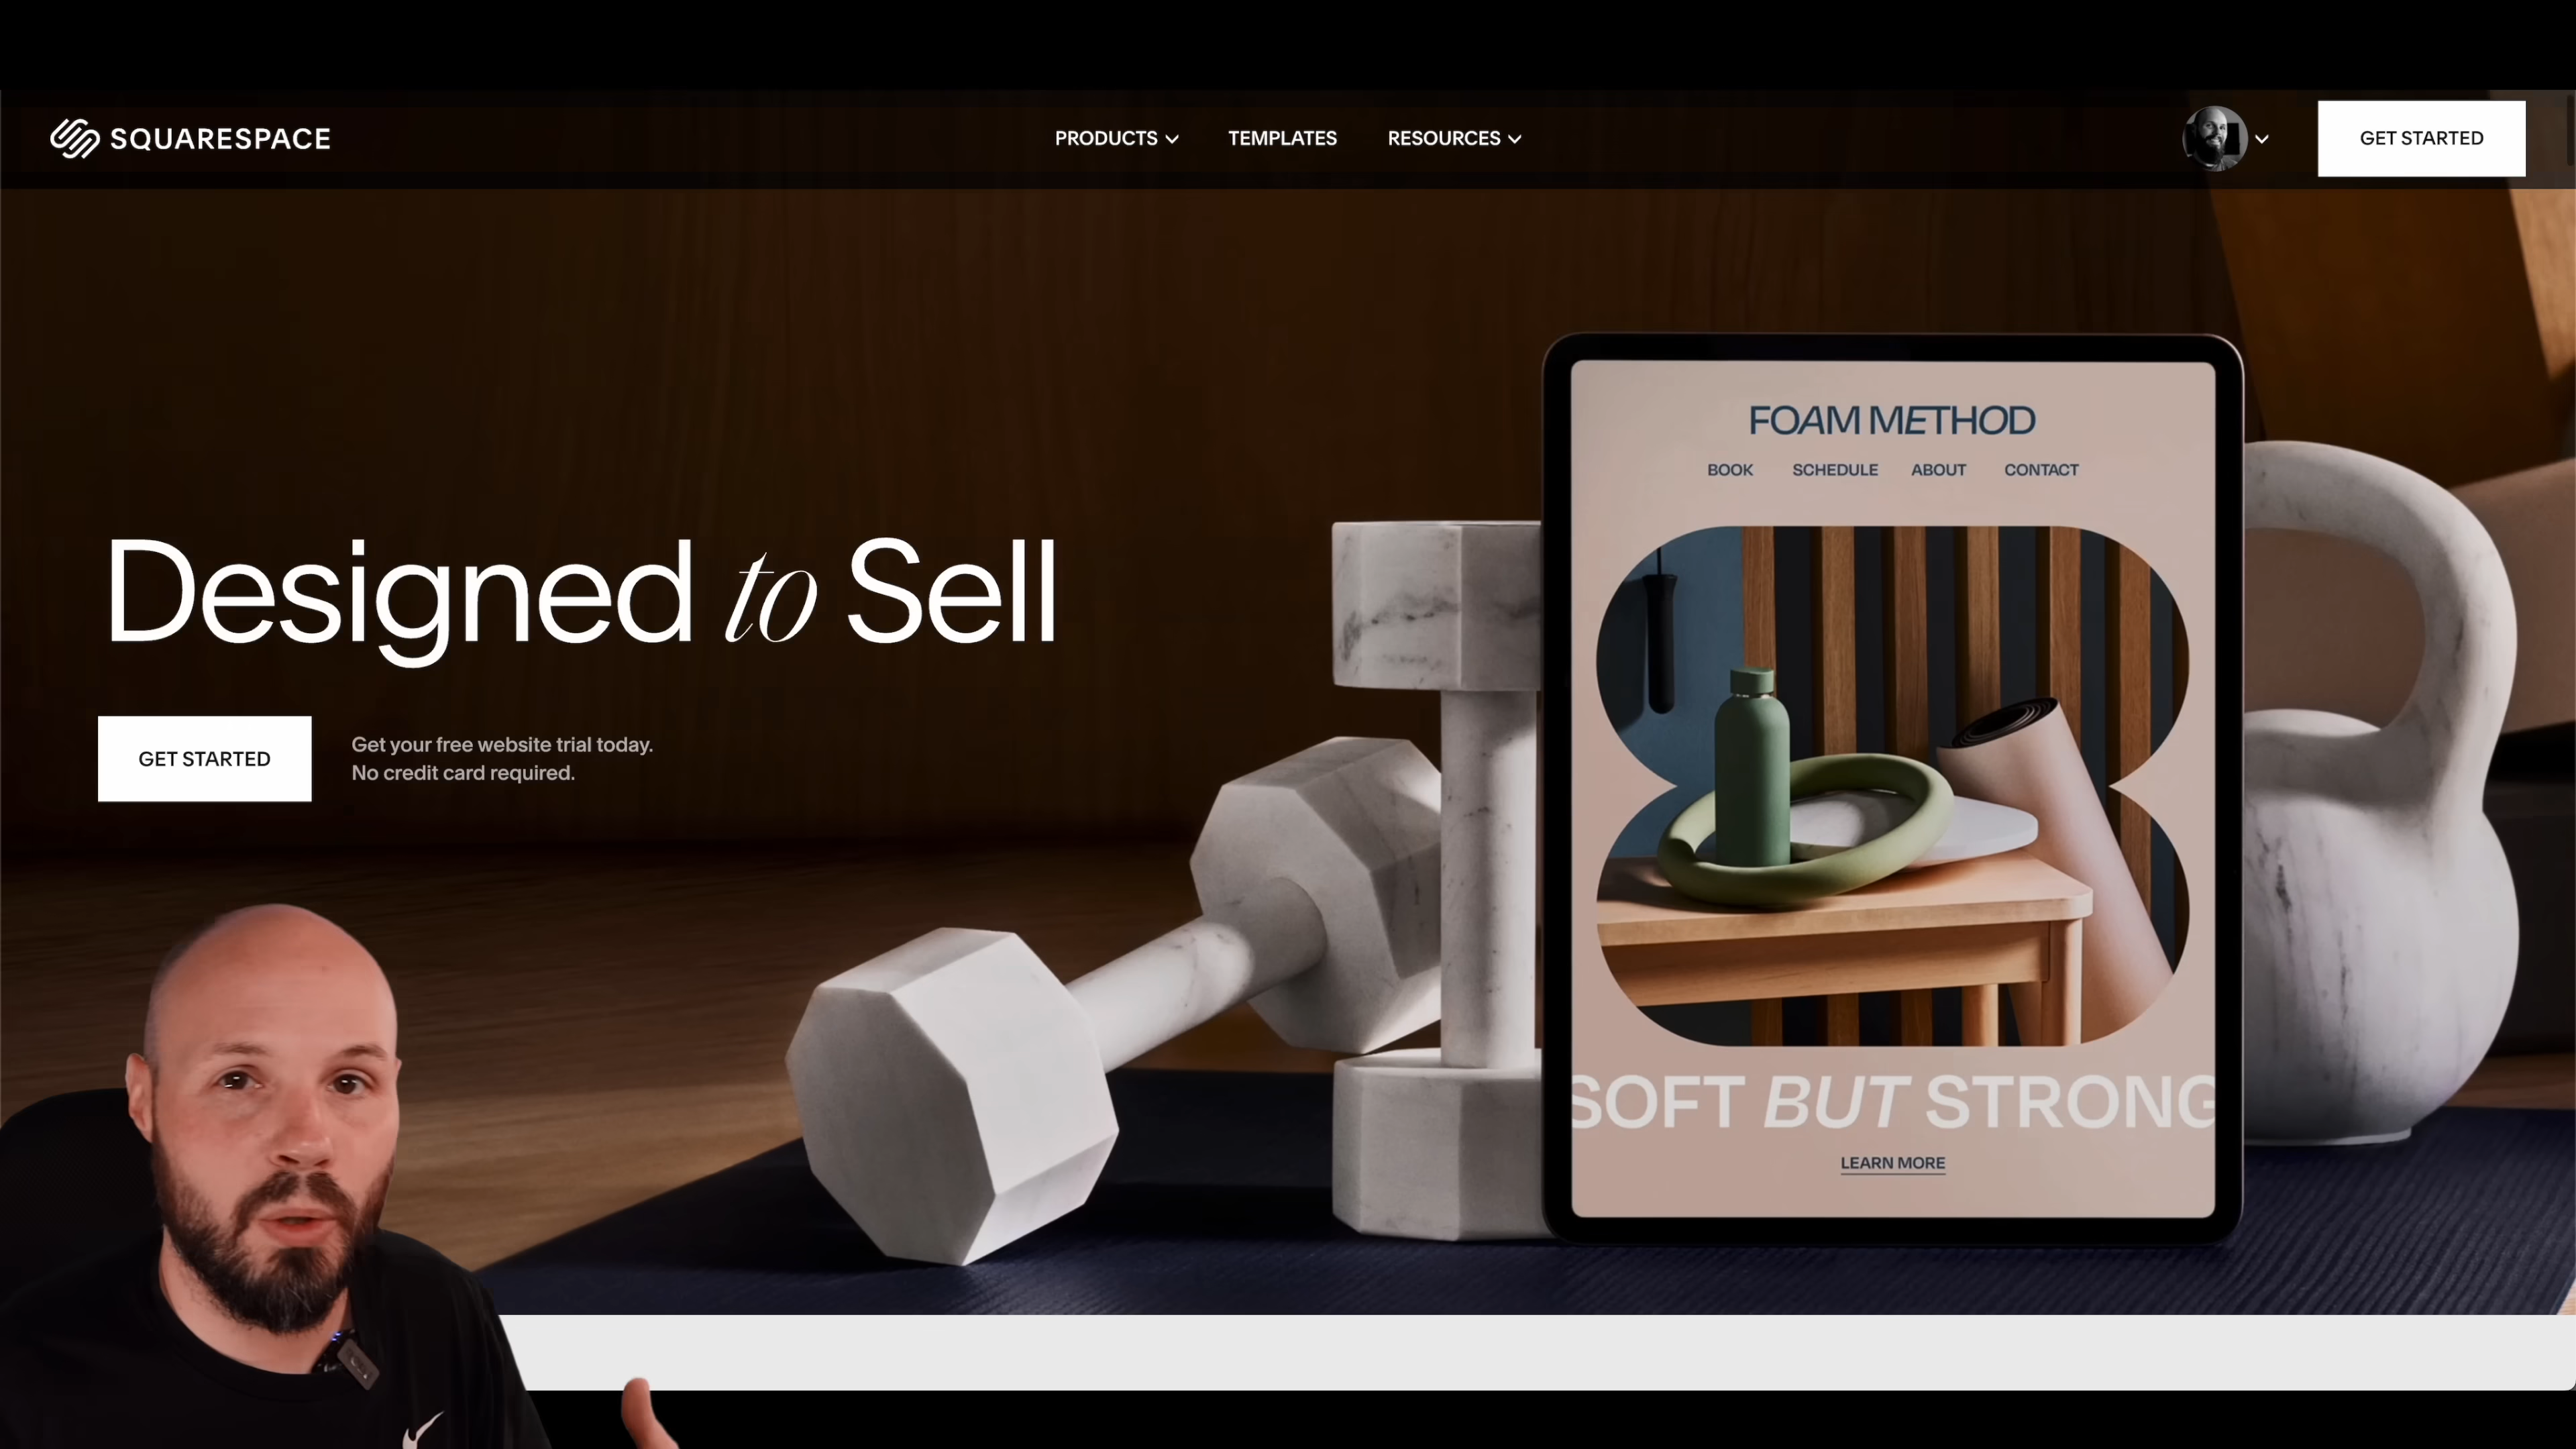 SQUARESPACE
PRODUCTS
TEMPLATES
RESOURCES
GET STARTED
Designed to Sell
GET STARTED
Get your free website trial today.
No credit card required.
FOAM METHOD
BOOK
SCHEDULE
ABOUT
CONTACT
SOFT BUT STRONG
LEARN MORE